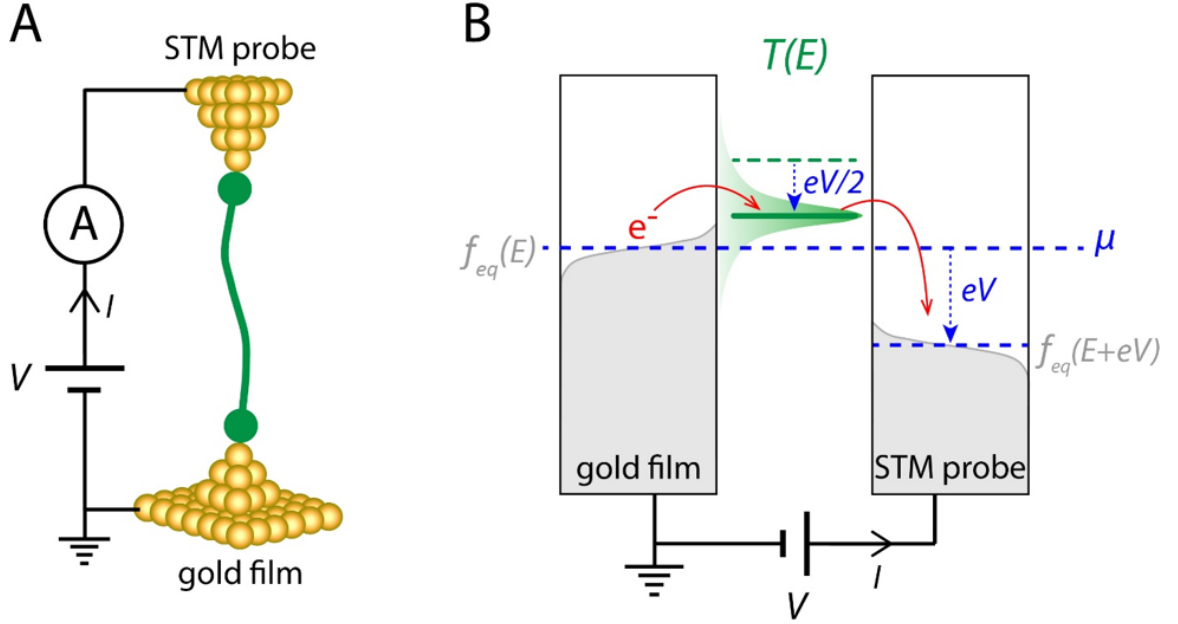 A
STM probe
A
I
V
gold film
B
T(E)
eV/2
e-
f_eq(E)
μ
eV
f_eq(E+eV)
gold film
STM probe
I
V